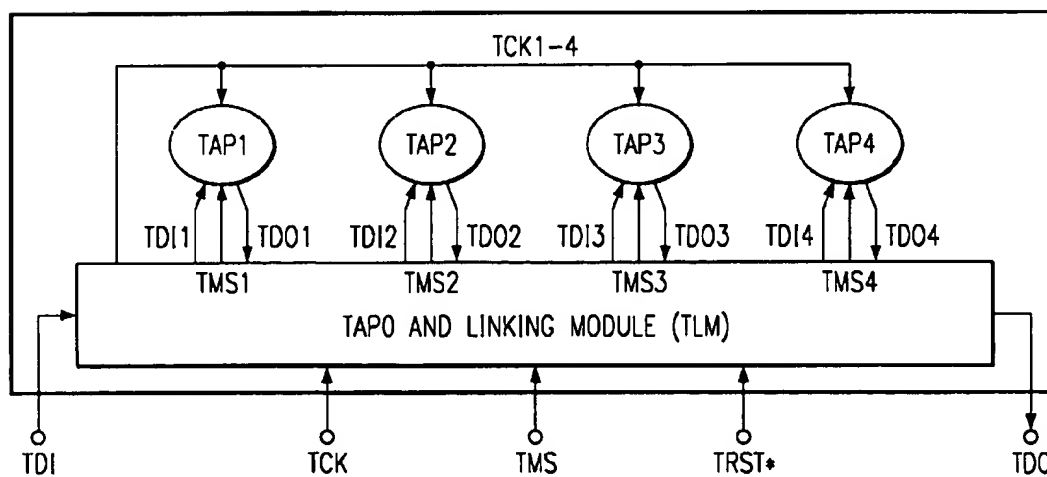 TCK1-4
TAP1 TAP2 TAP3 TAP4
TDI1 TDO1 TDI2 TDO2 TDI3 TDO3 TDI4 TDO4
TMS1 TMS2 TMS3 TMS4
TAP0 AND LINKING MODULE (TLM)
TDI TCK TMS TRST* TDO